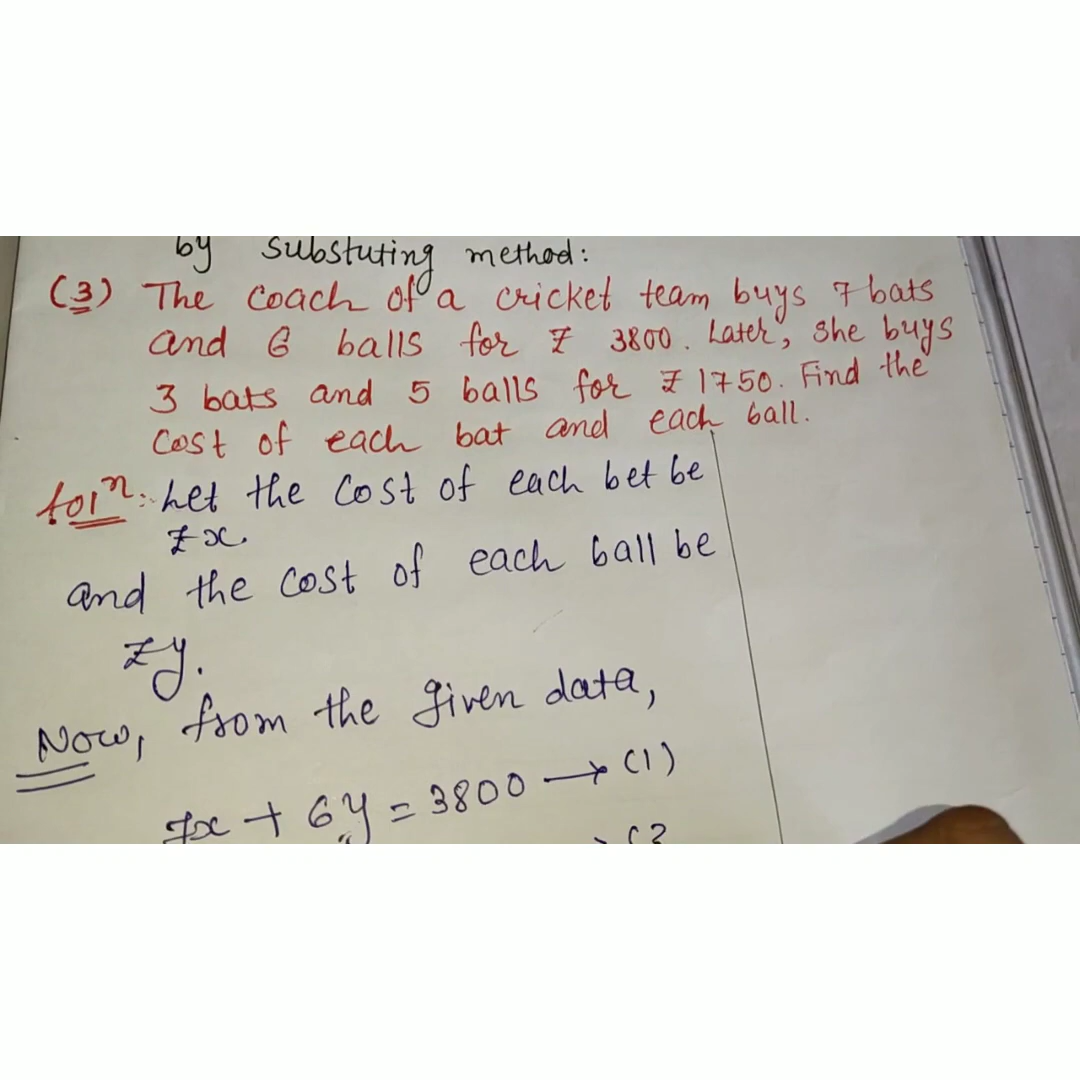 by substuting method:
(3) The coach of a cricket team buys 7 bats
and 6 balls for ₹ 3800. Later, she buys
3 bats and 5 balls for ₹ 1750. Find the
cost of each bat and each ball.
Solⁿ:- Let the cost of each bet be
₹ x.
and the cost of each ball be
₹ y.
Now, from the given data,
7x + 6y = 3800 → (1)